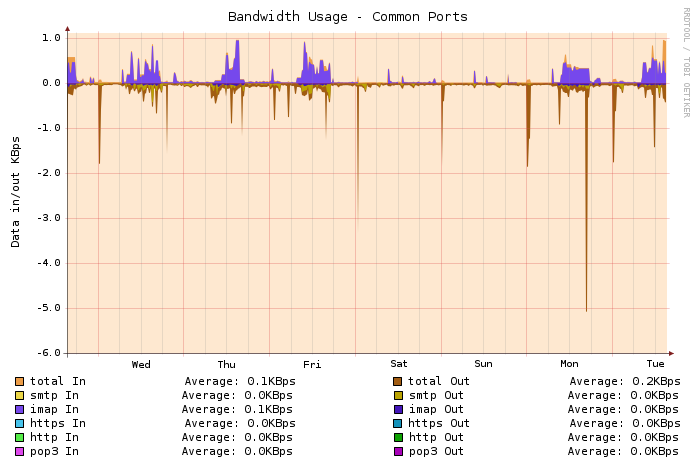 Bandwidth Usage - Common Ports
RRDTOOL / TOBI OETIKER
Data in/out KBps
1.0
0.0
-1.0
-2.0
-3.0
-4.0
-5.0
-6.0
Wed Thu Fri Sat Sun Mon Tue
total In Average: 0.1KBps total Out Average: 0.2KBps
smtp In Average: 0.0KBps smtp Out Average: 0.0KBps
imap In Average: 0.1KBps imap Out Average: 0.0KBps
https In Average: 0.0KBps https Out Average: 0.0KBps
http In Average: 0.0KBps http Out Average: 0.0KBps
pop3 In Average: 0.0KBps pop3 Out Average: 0.0KBps